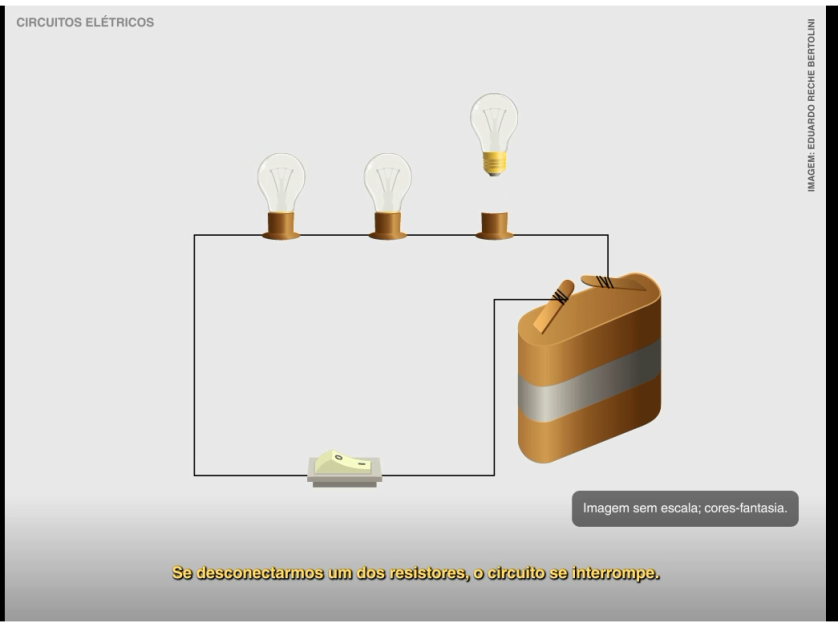 CIRCUITOS ELÉTRICOS
IMAGEM: EDUARDO RECHE BERTOLINI
Imagem sem escala; cores-fantasia.
Se desconectarmos um dos resistores, o circuito se interrompe.